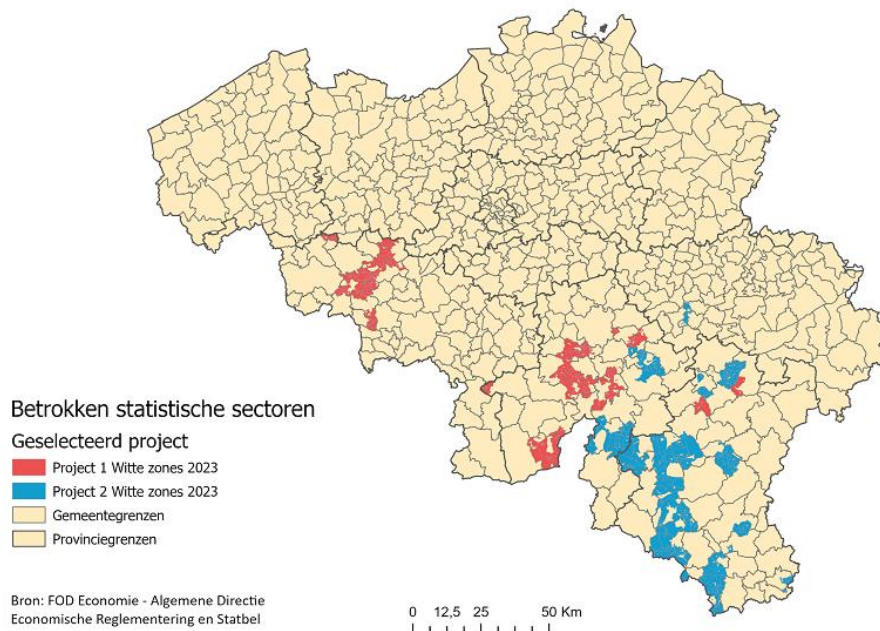 Betrokken statistische sectoren
Geselecteerd project
Project 1 Witte zones 2023
Project 2 Witte zones 2023
Gemeentegrenzen
Provinciegrenzen
Bron: FOD Economie - Algemene Directie
Economische Reglementering en Statbel
0 12,5 25 50 Km